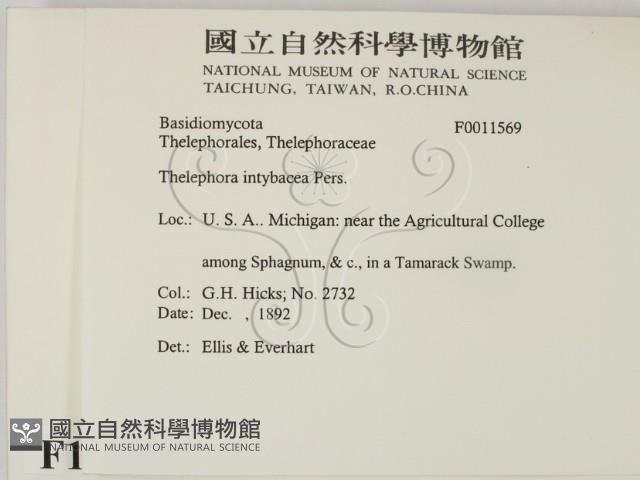 國立自然科學博物館
NATIONAL MUSEUM OF NATURAL SCIENCE
TAICHUNG, TAIWAN, R.O.CHINA
Basidiomycota F0011569
Thelephorales, Thelephoraceae
Thelephora intybacea Pers.
Loc.: U. S. A.. Michigan: near the Agricultural College
among Sphagnum, & c., in a Tamarack Swamp.
Col.: G.H. Hicks; No. 2732
Date: Dec. , 1892
Det.: Ellis & Everhart
國立自然科學博物館
NATIONAL MUSEUM OF NATURAL SCIENCE
F1